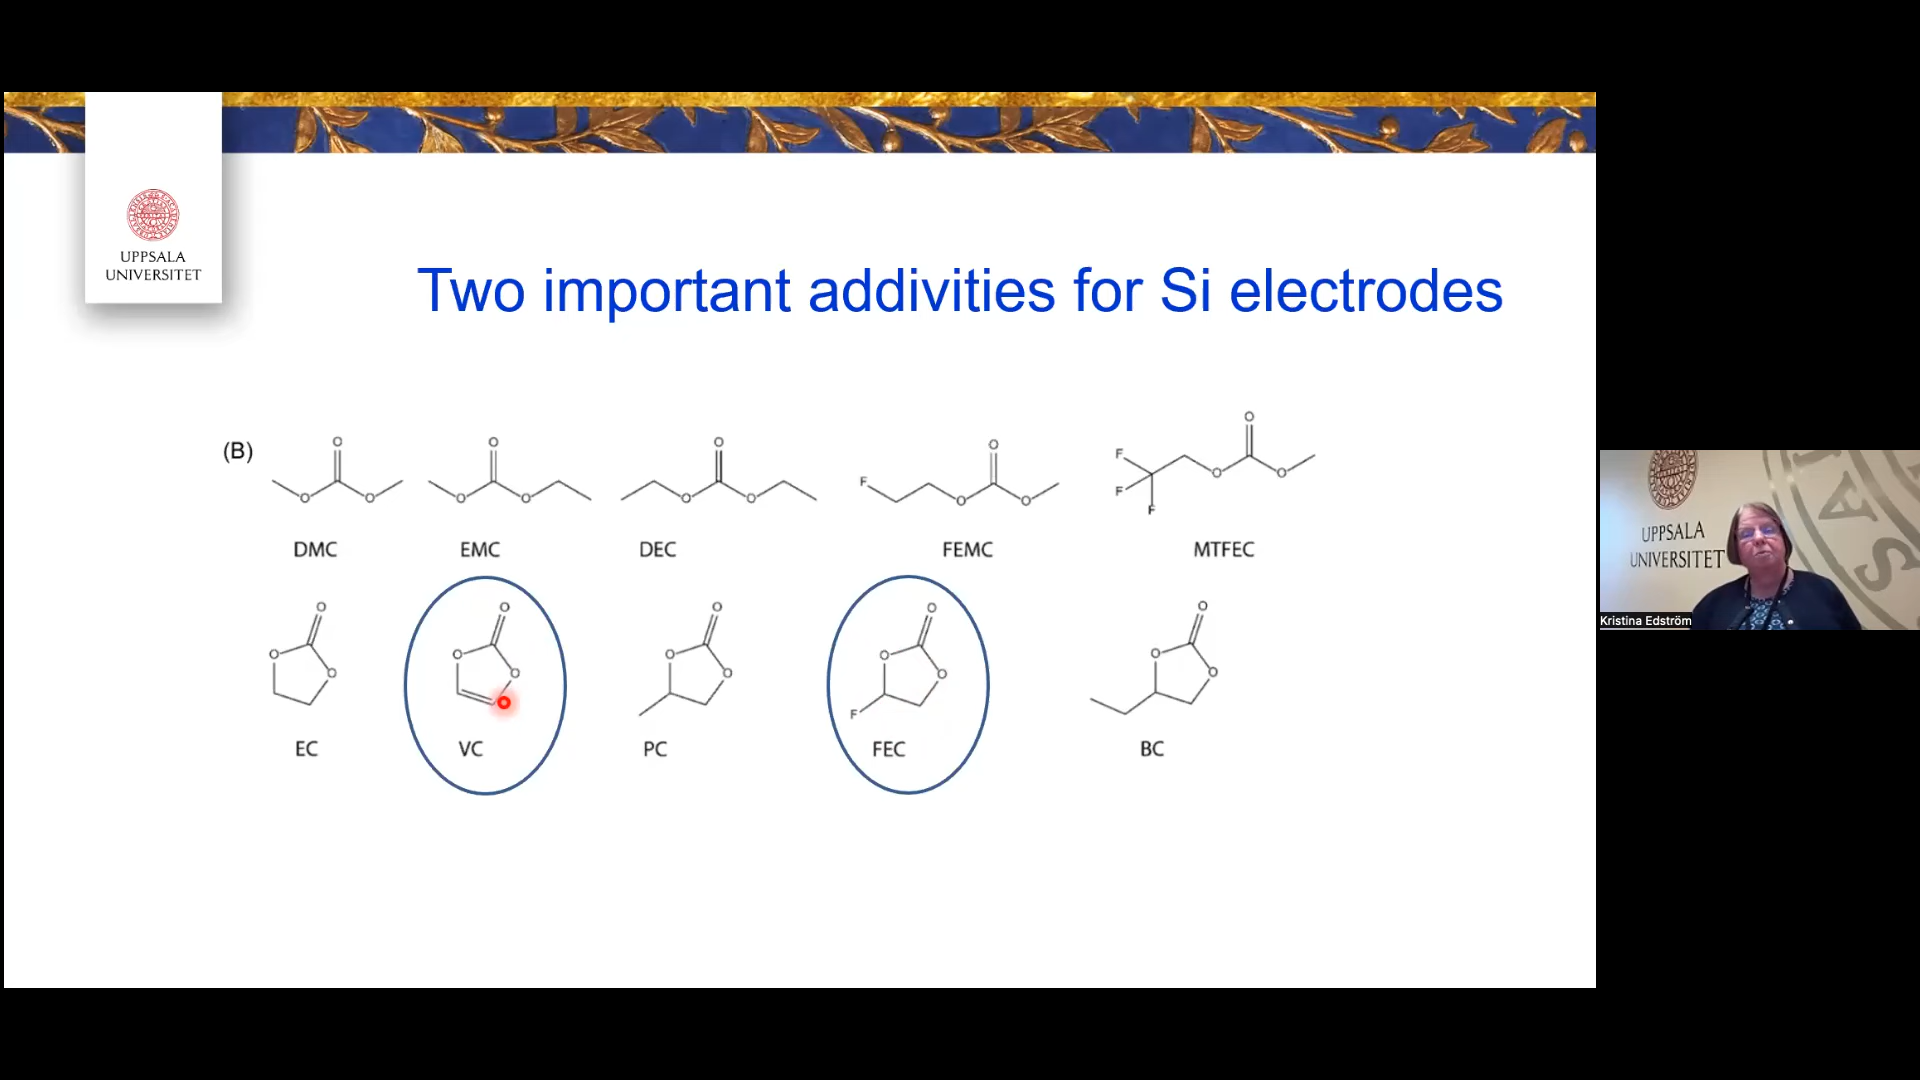 UPPSALA
UNIVERSITET
Two important addivities for Si electrodes
(B)
O
O
O
O
O
O
O
O
O
F
O
O
O
F
F
F
O
O
O
DMC
EMC
DEC
FEMC
MTFEC
O
O
O
O
O
O
O
O
O
F
O
O
O
O
O
O
EC
VC
PC
FEC
BC
UPPSALA
UNIVERSITET
Kristina Edström